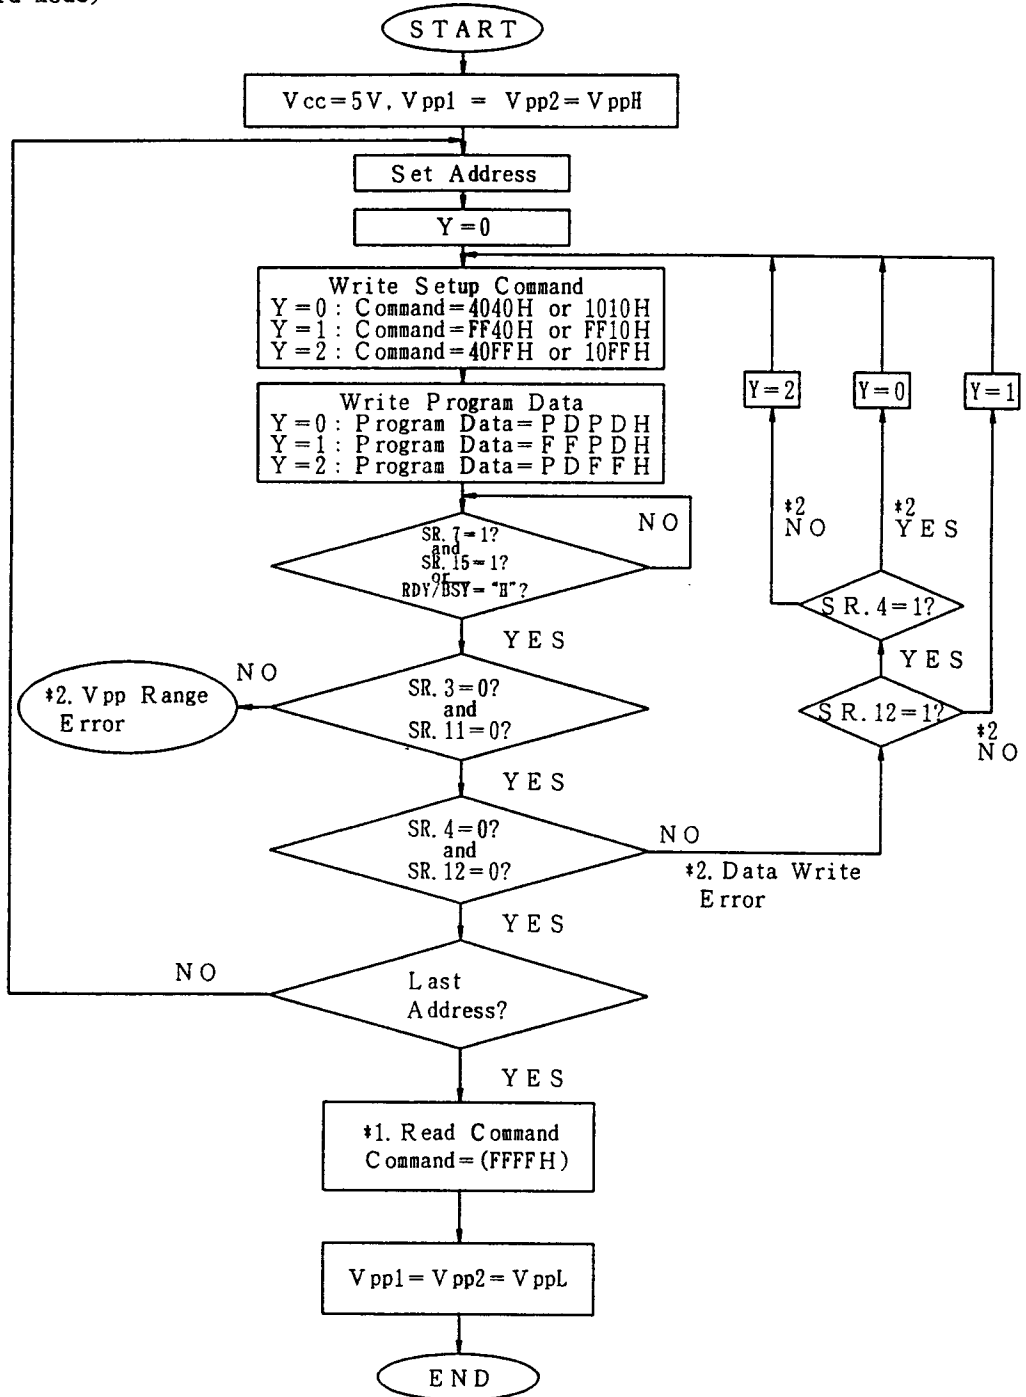 START
Vcc=5V, Vpp1 = Vpp2=VppH
Set Address
Y=0
Write Setup Command
Y=0: Command=4040H or 1010H
Y=1: Command=FF40H or FF10H
Y=2: Command=40FFH or 10FFH
Write Program Data
Y=0: Program Data=PDPDH
Y=1: Program Data=FFPDH
Y=2: Program Data=PDFFH
SR.7=1?
and
SR.15=1?
or
RDY/BSY="H"?
NO
YES
SR.3=0?
and
SR.11=0?
NO
*2. Vpp Range
Error
YES
SR.4=0?
and
SR.12=0?
NO
*2. Data Write
Error
SR.12=1?
*2
NO
YES
SR.4=1?
*2
NO
*2
YES
Y=2
Y=0
Y=1
YES
Last
Address?
NO
YES
*1. Read Command
Command=(FFFFH)
Vpp1=Vpp2=VppL
END